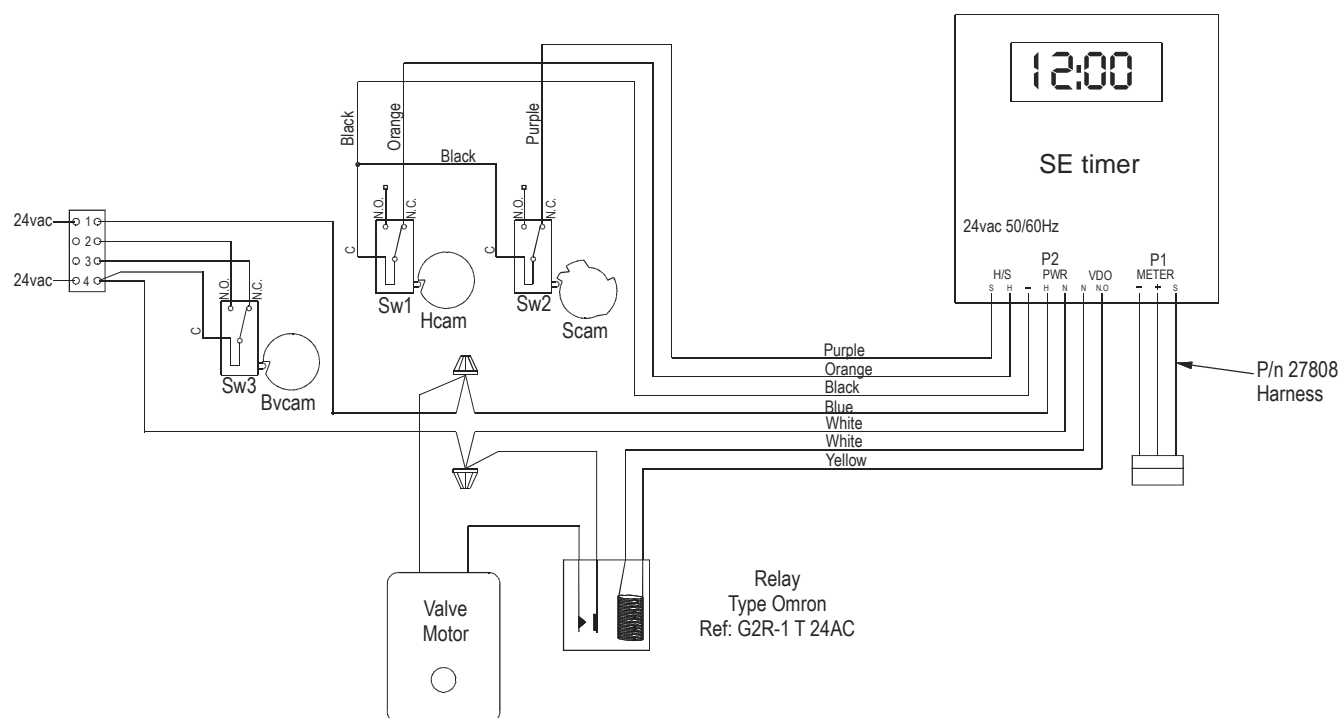 12:00
SE timer
24vac 50/60Hz
P2
P1
H/S
PWR
VDO
METER
S
H
–
H
N
N
N.O
–
+
S
Black
Orange
Purple
Black
N.O.
N.C.
C
Sw1
Hcam
N.O.
N.C.
C
Sw2
Scam
24vac
1
2
3
24vac
4
N.O.
N.C.
C
Sw3
Bvcam
Purple
Orange
Black
Blue
White
White
Yellow
P/n 27808
Harness
Valve
Motor
Relay
Type Omron
Ref: G2R-1 T 24AC